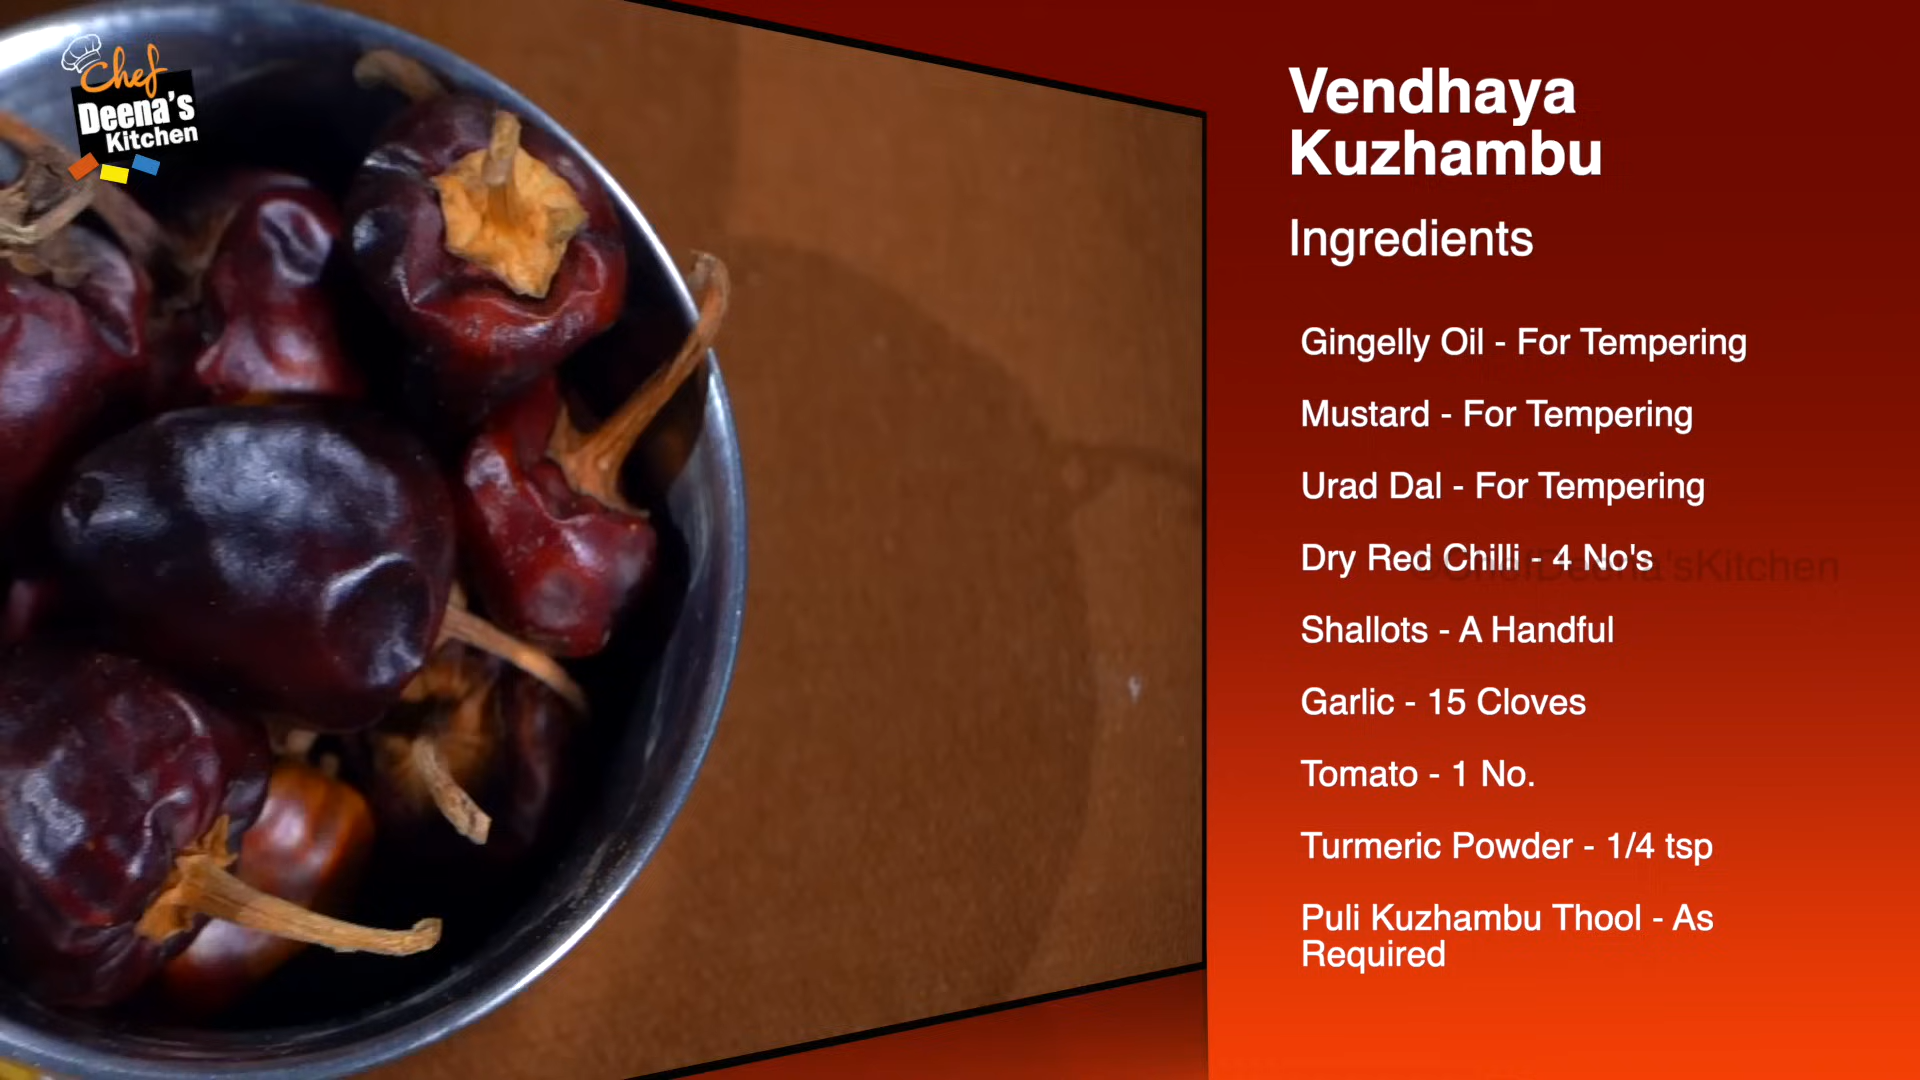 Chef
Deena's
Kitchen
Vendhaya
Kuzhambu
Ingredients
Gingelly Oil - For Tempering
Mustard - For Tempering
Urad Dal - For Tempering
Dry Red Chilli - 4 No's
Shallots - A Handful
Garlic - 15 Cloves
Tomato - 1 No.
Turmeric Powder - 1/4 tsp
Puli Kuzhambu Thool - As
Required